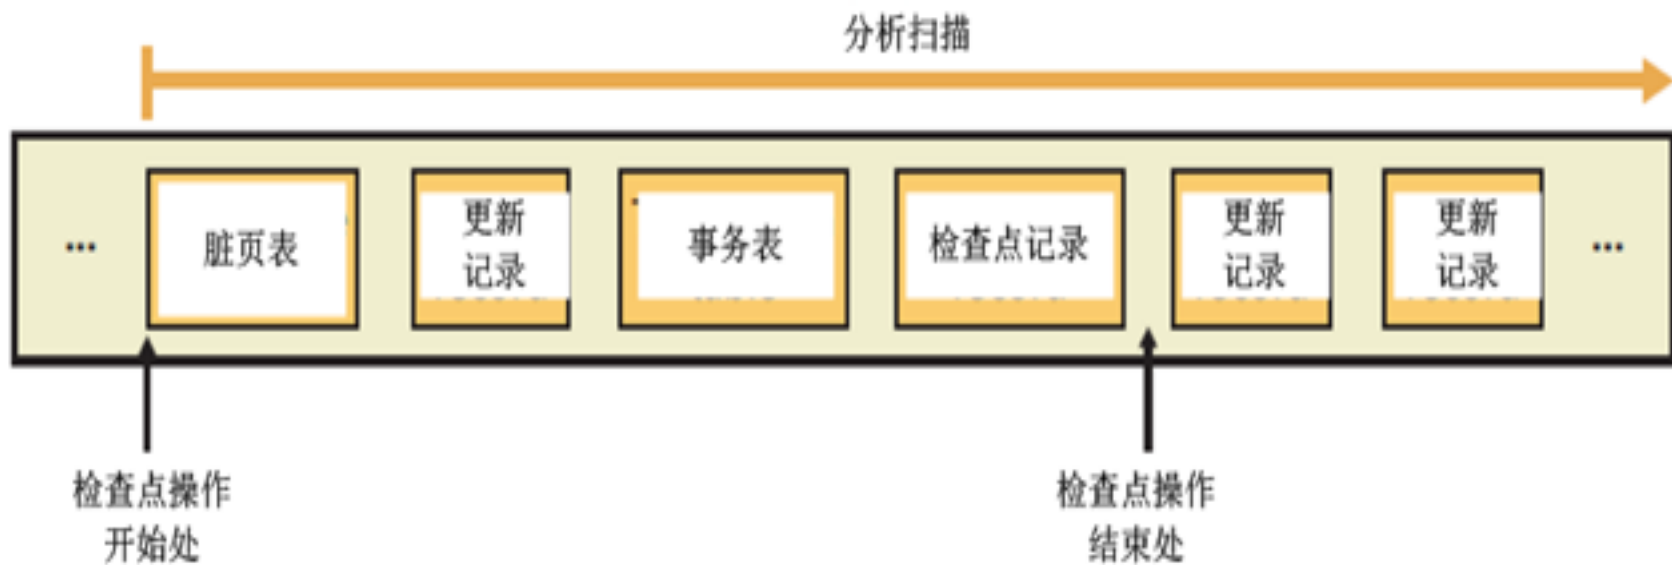 分析扫描
...
脏页表
更新
记录
事务表
检查点记录
更新
记录
更新
记录
...
检查点操作
开始处
检查点操作
结束处